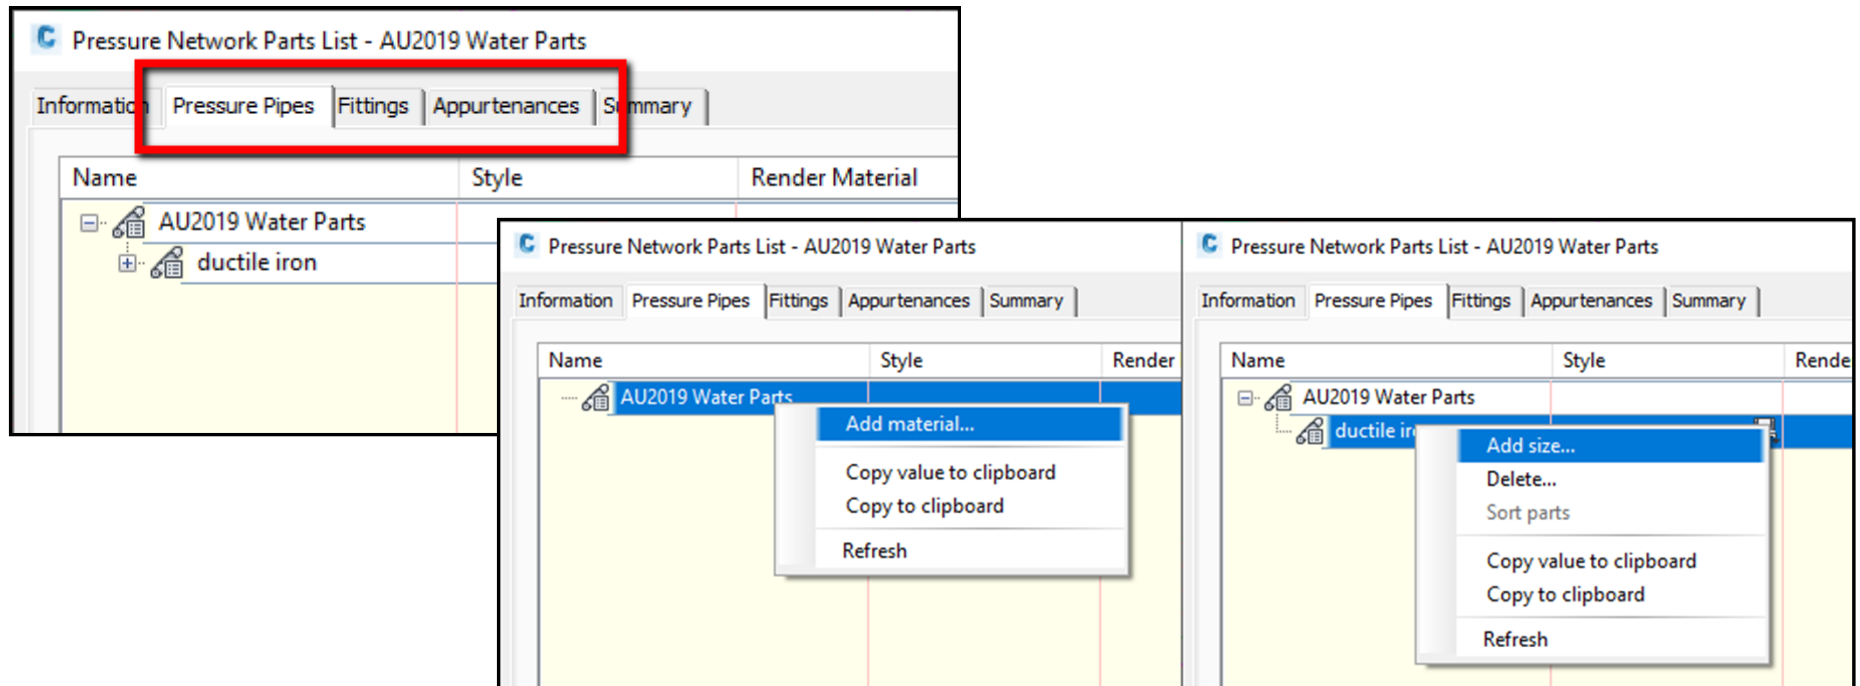 Pressure Network Parts List - AU2019 Water Parts
Information Pressure Pipes Fittings Appurtenances Summary
Name Style Render Material
AU2019 Water Parts
ductile iron
Pressure Network Parts List - AU2019 Water Parts
Information Pressure Pipes Fittings Appurtenances Summary
Name Style Render
AU2019 Water Parts
Add material...
Copy value to clipboard
Copy to clipboard
Refresh
Pressure Network Parts List - AU2019 Water Parts
Information Pressure Pipes Fittings Appurtenances Summary
Name Style Rende
AU2019 Water Parts
ductile ir
Add size...
Delete...
Sort parts
Copy value to clipboard
Copy to clipboard
Refresh